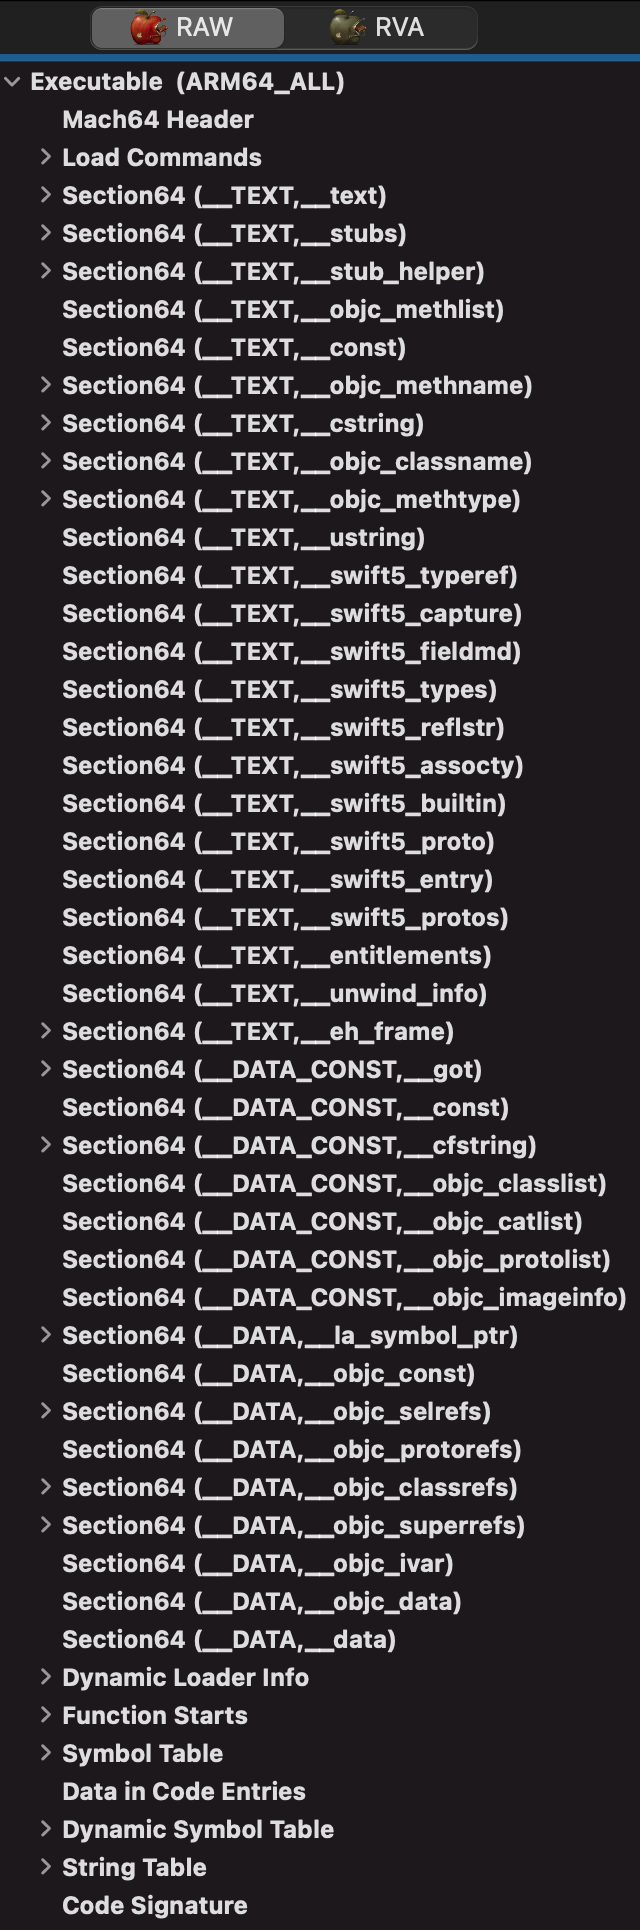 RAW RVA
Executable (ARM64_ALL)
Mach64 Header
Load Commands
Section64 (__TEXT,__text)
Section64 (__TEXT,__stubs)
Section64 (__TEXT,__stub_helper)
Section64 (__TEXT,__objc_methlist)
Section64 (__TEXT,__const)
Section64 (__TEXT,__objc_methname)
Section64 (__TEXT,__cstring)
Section64 (__TEXT,__objc_classname)
Section64 (__TEXT,__objc_methtype)
Section64 (__TEXT,__ustring)
Section64 (__TEXT,__swift5_typeref)
Section64 (__TEXT,__swift5_capture)
Section64 (__TEXT,__swift5_fieldmd)
Section64 (__TEXT,__swift5_types)
Section64 (__TEXT,__swift5_reflstr)
Section64 (__TEXT,__swift5_assocty)
Section64 (__TEXT,__swift5_builtin)
Section64 (__TEXT,__swift5_proto)
Section64 (__TEXT,__swift5_entry)
Section64 (__TEXT,__swift5_protos)
Section64 (__TEXT,__entitlements)
Section64 (__TEXT,__unwind_info)
Section64 (__TEXT,__eh_frame)
Section64 (__DATA_CONST,__got)
Section64 (__DATA_CONST,__const)
Section64 (__DATA_CONST,__cfstring)
Section64 (__DATA_CONST,__objc_classlist)
Section64 (__DATA_CONST,__objc_catlist)
Section64 (__DATA_CONST,__objc_protolist)
Section64 (__DATA_CONST,__objc_imageinfo)
Section64 (__DATA,__la_symbol_ptr)
Section64 (__DATA,__objc_const)
Section64 (__DATA,__objc_selrefs)
Section64 (__DATA,__objc_protorefs)
Section64 (__DATA,__objc_classrefs)
Section64 (__DATA,__objc_superrefs)
Section64 (__DATA,__objc_ivar)
Section64 (__DATA,__objc_data)
Section64 (__DATA,__data)
Dynamic Loader Info
Function Starts
Symbol Table
Data in Code Entries
Dynamic Symbol Table
String Table
Code Signature